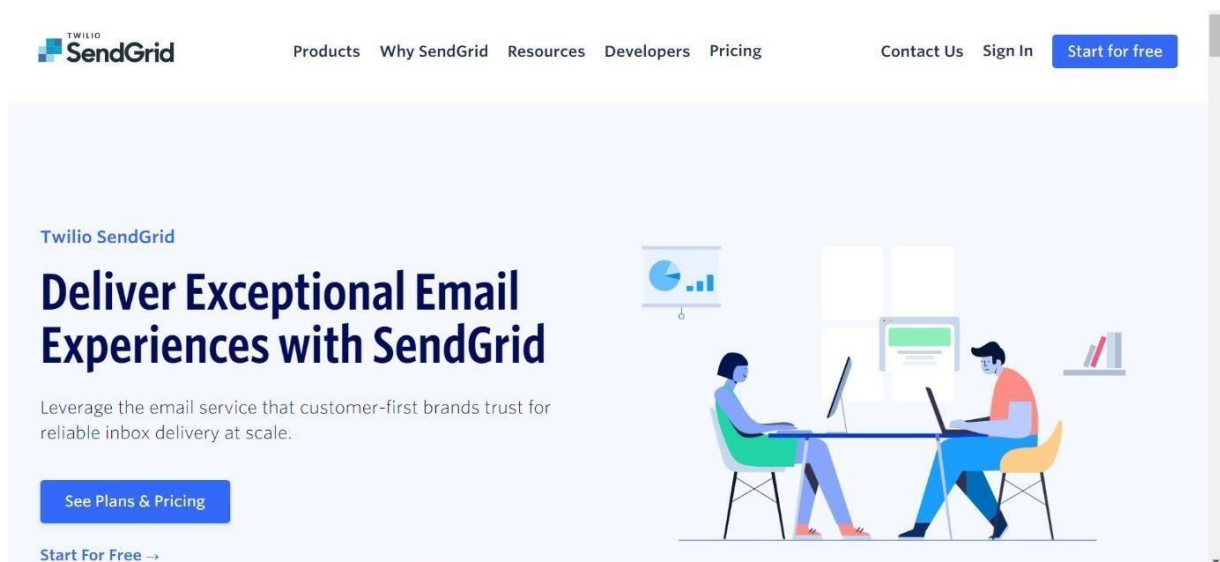 TWILIO
SendGrid
Products Why SendGrid Resources Developers Pricing Contact Us Sign In Start for free
Twilio SendGrid
Deliver Exceptional Email
Experiences with SendGrid
Leverage the email service that customer-first brands trust for
reliable inbox delivery at scale.
See Plans & Pricing
Start For Free →